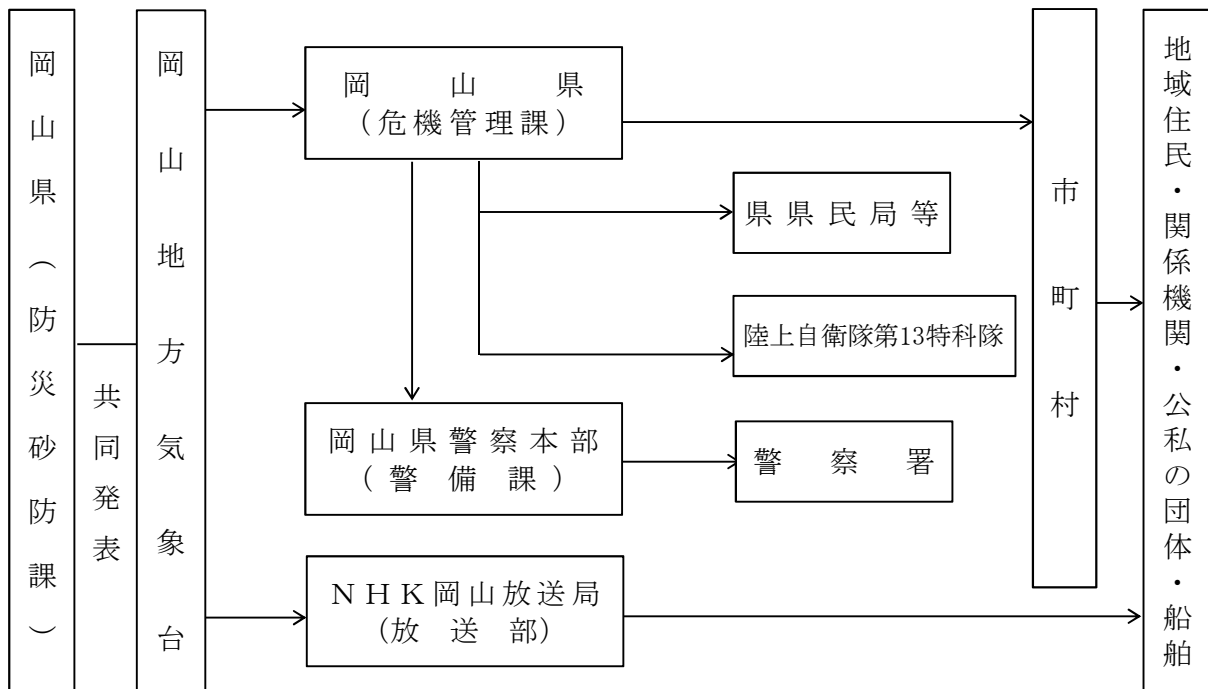 岡山県（防災砂防課）
共同発表
岡山地方気象台
岡山県
（危機管理課）
県県民局等
陸上自衛隊第13特科隊
岡山県警察本部
（警備課）
警察署
ＮＨＫ岡山放送局
（放送部）
市町村
地域住民・関係機関・公私の団体・船舶